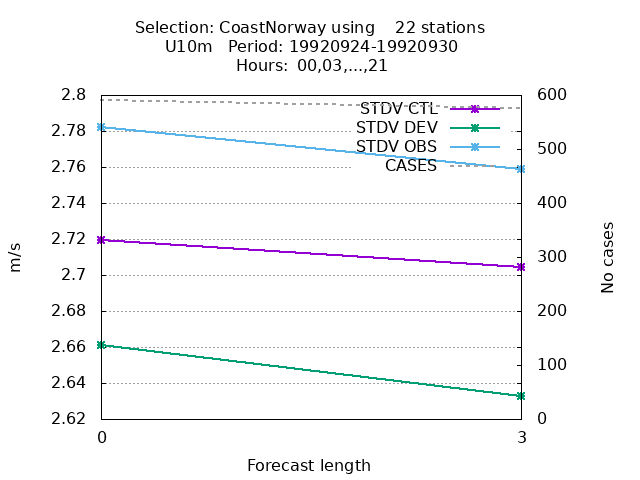 Selection: CoastNorway using    22 stations
U10m   Period: 19920924-19920930
Hours: 00,03,...,21
2.8
2.78
2.76
2.74
2.72
2.7
2.68
2.66
2.64
2.62
600
500
400
300
200
100
0
STDV CTL
STDV DEV
STDV OBS
CASES
m/s
No cases
0
3
Forecast length